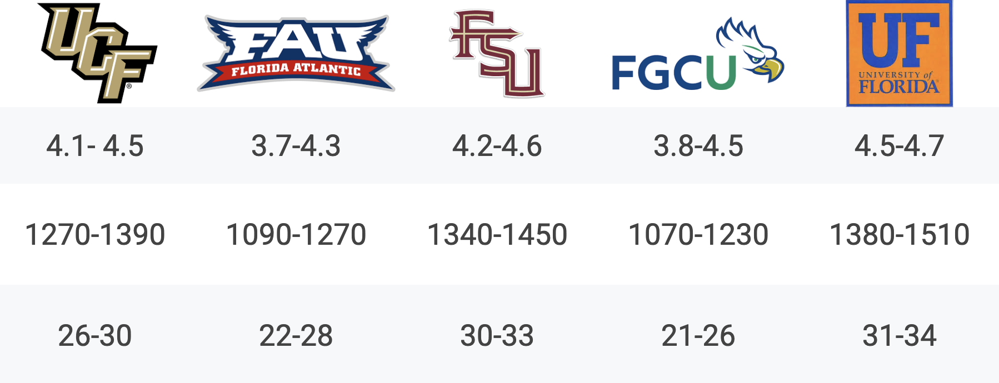 UCF
®
FAU
FLORIDA ATLANTIC
FSU
FGCU
UF
UNIVERSITY of
FLORIDA
4.1- 4.5 3.7-4.3 4.2-4.6 3.8-4.5 4.5-4.7
1270-1390 1090-1270 1340-1450 1070-1230 1380-1510
26-30 22-28 30-33 21-26 31-34